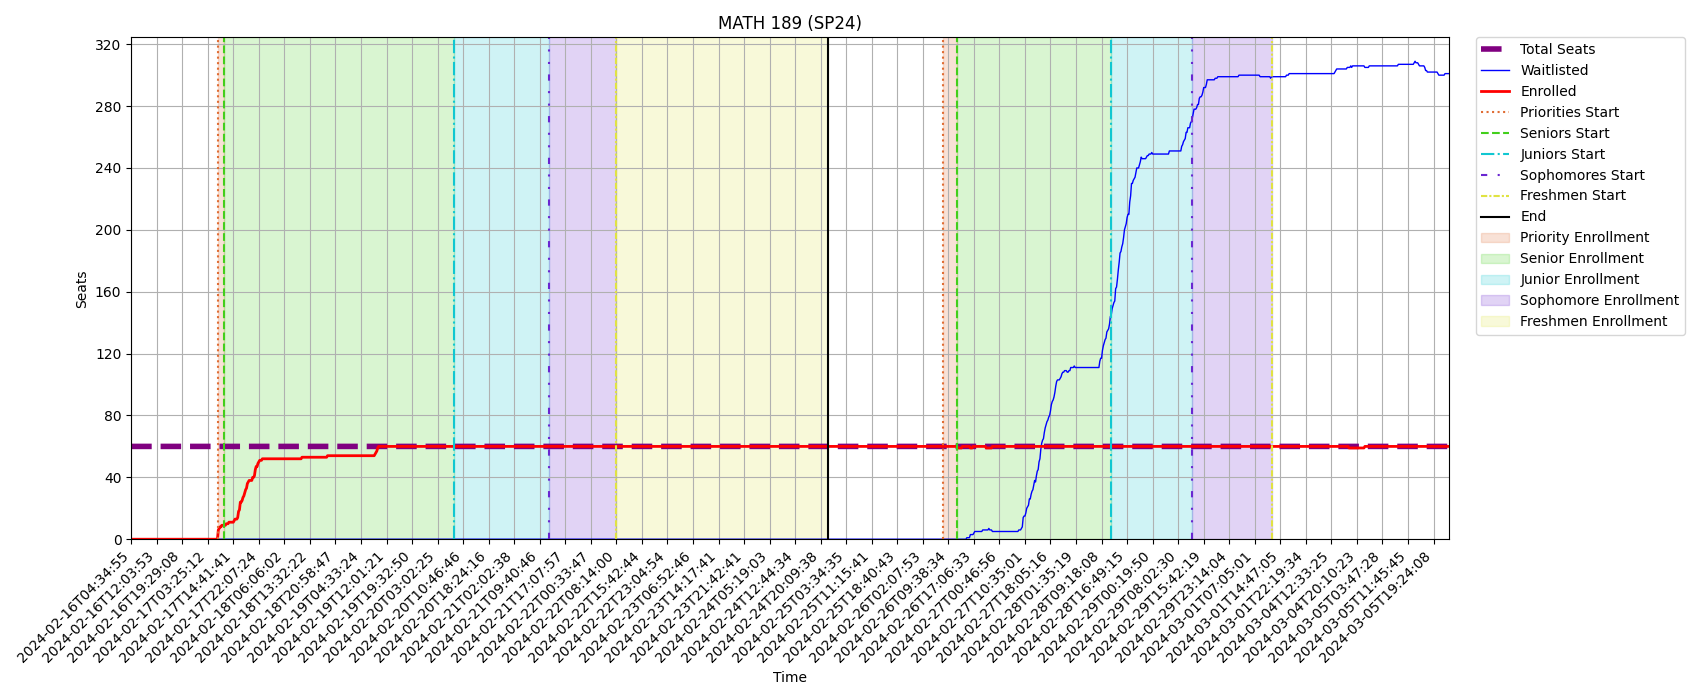 MATH 189 (SP24)
320
280
240
200
160
120
80
40
0
Seats
2024-02-16T04:34:55
2024-02-16T12:03:53
2024-02-16T19:29:08
2024-02-17T03:25:12
2024-02-17T14:41:41
2024-02-17T22:07:24
2024-02-18T06:06:02
2024-02-18T13:32:22
2024-02-18T20:58:47
2024-02-19T04:33:24
2024-02-19T12:01:21
2024-02-19T19:32:50
2024-02-20T03:02:25
2024-02-20T10:46:46
2024-02-20T18:24:16
2024-02-21T02:02:38
2024-02-21T09:40:46
2024-02-21T17:07:57
2024-02-22T00:33:47
2024-02-22T08:14:00
2024-02-22T15:42:44
2024-02-22T23:04:54
2024-02-23T06:52:46
2024-02-23T14:17:41
2024-02-23T21:42:41
2024-02-24T05:19:03
2024-02-24T12:44:34
2024-02-24T20:09:38
2024-02-25T03:34:35
2024-02-25T11:15:41
2024-02-25T18:40:43
2024-02-26T02:07:53
2024-02-26T09:38:34
2024-02-26T17:06:33
2024-02-27T00:46:56
2024-02-27T10:35:01
2024-02-27T18:05:16
2024-02-28T01:35:19
2024-02-28T09:18:08
2024-02-28T16:49:15
2024-02-29T00:19:50
2024-02-29T08:02:30
2024-02-29T15:42:19
2024-02-29T23:14:04
2024-03-01T07:05:01
2024-03-01T14:47:05
2024-03-01T22:19:34
2024-03-04T12:33:25
2024-03-04T20:10:23
2024-03-05T03:47:28
2024-03-05T11:45:45
2024-03-05T19:24:08
Time
Total Seats
Waitlisted
Enrolled
Priorities Start
Seniors Start
Juniors Start
Sophomores Start
Freshmen Start
End
Priority Enrollment
Senior Enrollment
Junior Enrollment
Sophomore Enrollment
Freshmen Enrollment